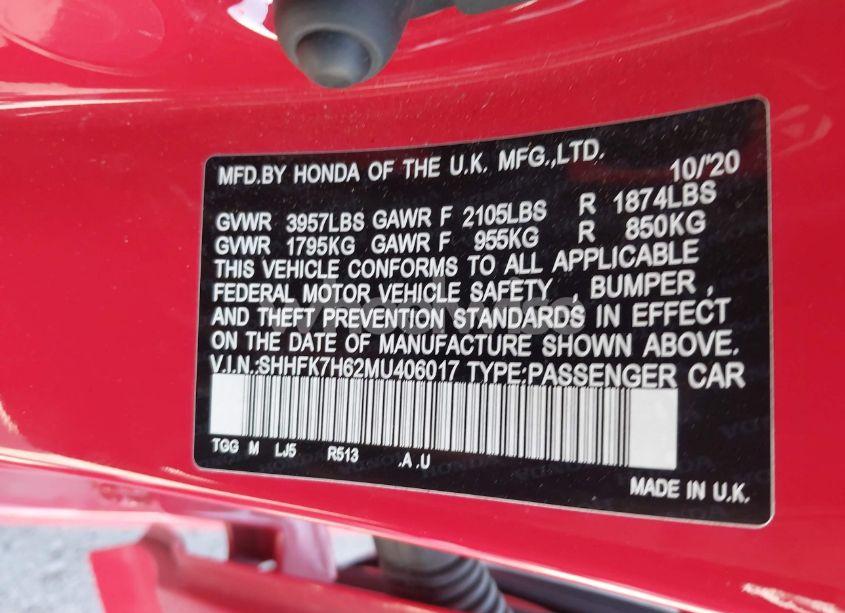 MFD.BY HONDA OF THE U.K. MFG.,LTD. 10/'20
GVWR 3957LBS GAWR F 2105LBS R 1874LBS
GVWR 1795KG GAWR F 955KG R 850KG
THIS VEHICLE CONFORMS TO ALL APPLICABLE
FEDERAL MOTOR VEHICLE SAFETY , BUMPER ,
AND THEFT PREVENTION STANDARDS IN EFFECT
ON THE DATE OF MANUFACTURE SHOWN ABOVE.
V.I.N.:SHHFK7H62MU406017 TYPE:PASSENGER CAR
TGG M LJ5 R513 .A .U
MADE IN U.K.